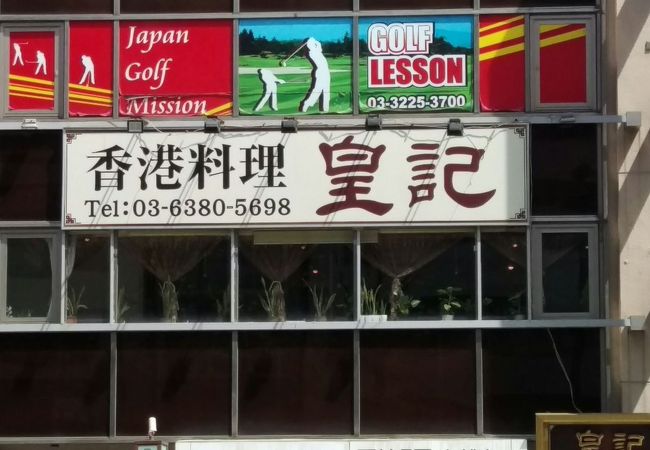 Japan
Golf
Mission
GOLF
LESSON
03-3225-3700
香港料理 皇記
Tel:03-6380-5698
皇記